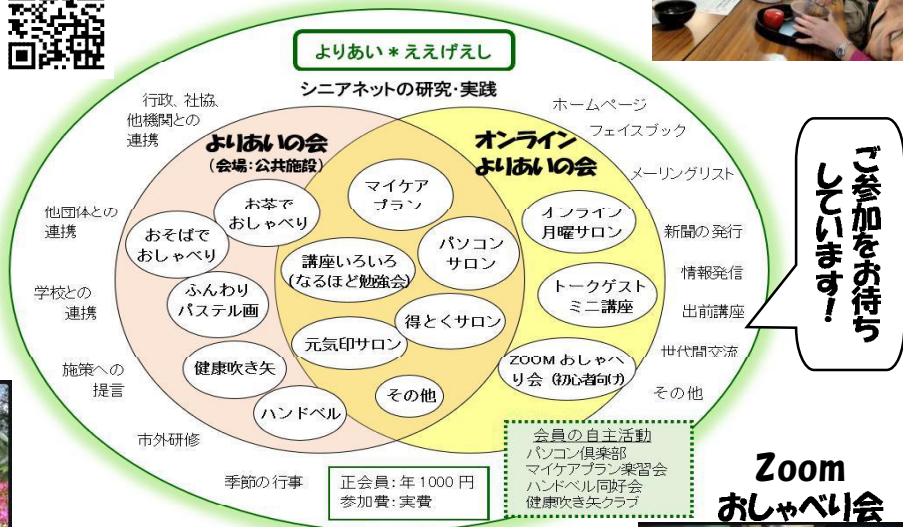 よりあい＊ええげえし
シニアネットの研究・実践
行政、社協、
他機関との
連携
他団体との
連携
学校との
連携
施策への
提言
市外研修
季節の行事
よりあいの会
(会場：公共施設)
お茶で
おしゃべり
おそばで
おしゃべり
ふんわり
パステル画
健康吹き矢
ハンドベル
マイケア
プラン
パソコン
サロン
講座いろいろ
(なるほど勉強会)
得とくサロン
元気印サロン
その他
オンライン
よりあいの会
オンライン
月曜サロン
トークゲスト
ミニ講座
ZOOM おしゃべ
り会（初心者向け）
ホームページ
フェイスブック
メーリングリスト
新聞の発行
情報発信
出前講座
世代間交流
その他
正会員：年 1000 円
参加費：実費
会員の自主活動
パソコン倶楽部
マイケアプラン楽習会
ハンドベル同好会
健康吹き矢クラブ
ご参加をお待ち
しています！
Zoom
おしゃべり会